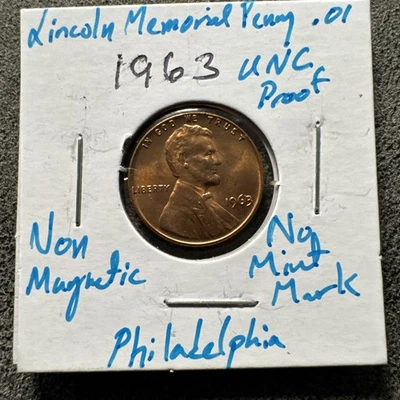 Lincoln Memorial Penny .01
1963 UNC
Proof
IN GOD WE TRUST
LIBERTY
1963
Non
Magnetic
No
Mint
Mark
Philadelphia